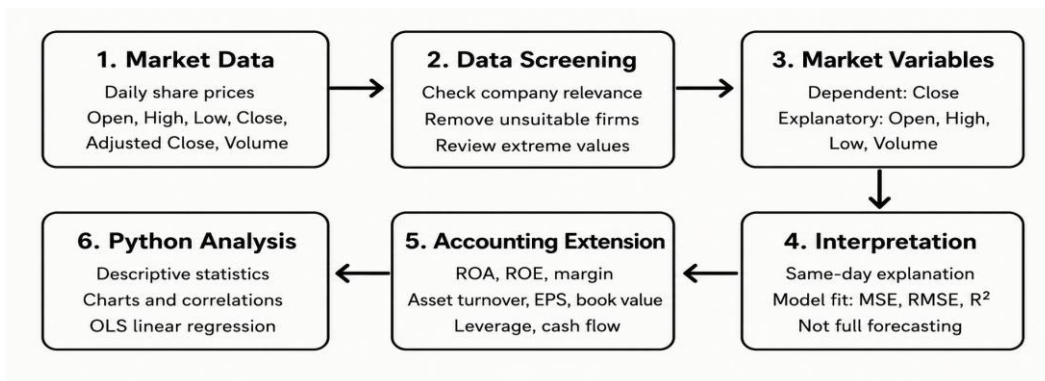 1. Market Data
Daily share prices
Open, High, Low, Close,
Adjusted Close, Volume
2. Data Screening
Check company relevance
Remove unsuitable firms
Review extreme values
3. Market Variables
Dependent: Close
Explanatory: Open, High,
Low, Volume
4. Interpretation
Same-day explanation
Model fit: MSE, RMSE, R²
Not full forecasting
5. Accounting Extension
ROA, ROE, margin
Asset turnover, EPS, book value
Leverage, cash flow
6. Python Analysis
Descriptive statistics
Charts and correlations
OLS linear regression